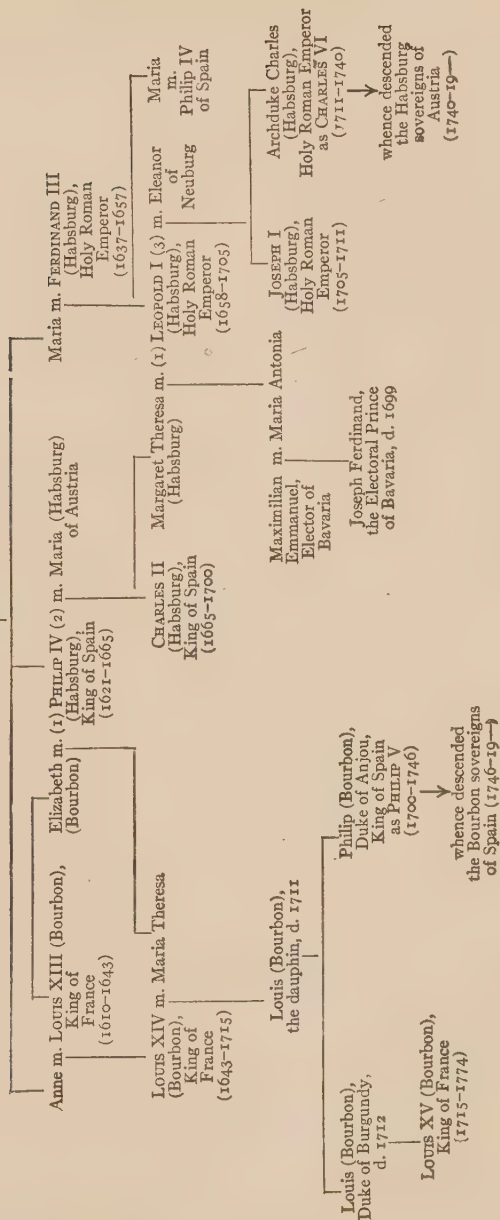 Anne m. LOUIS XIII (Bourbon),
King of
France
(1610-1643)
Elizabeth m. (1) PHILIP IV (2) m. Maria (Habsburg)
(Bourbon)
(Habsburg),
King of Spain
(1621-1665)
of Austria
Maria m. FERDINAND III
(Habsburg),
Holy Roman
Emperor
(1637-1657)
LOUIS XIV m. Maria Theresa
(Bourbon),
King of
France
(1643-1715)
CHARLES II
(Habsburg),
King of Spain
(1665-1700)
Margaret Theresa m. (1) LEOPOLD I (3) m. Eleanor
(Habsburg)
(Habsburg),
Holy Roman
Emperor
(1658-1705)
of
Neuburg
Maria
m.
Philip IV
of Spain
Louis (Bourbon),
the dauphin, d. 1711
Maximilian m. Maria Antonia
Emmanuel,
Elector of
Bavaria
JOSEPH I
(Habsburg),
Holy Roman
Emperor
(1705-1711)
Archduke Charles
(Habsburg),
Holy Roman Emperor
as CHARLES VI
(1711-1740)
Louis (Bourbon),
Duke of Burgundy,
d. 1712
Philip (Bourbon),
Duke of Anjou,
King of Spain
as PHILIP V
(1700-1746)
Joseph Ferdinand,
the Electoral Prince
of Bavaria, d. 1699
whence descended
the Habsburg
sovereigns of
Austria
(1740-19—)
LOUIS XV (Bourbon),
King of France
(1715-1774)
whence descended
the Bourbon sovereigns
of Spain (1746-19—)